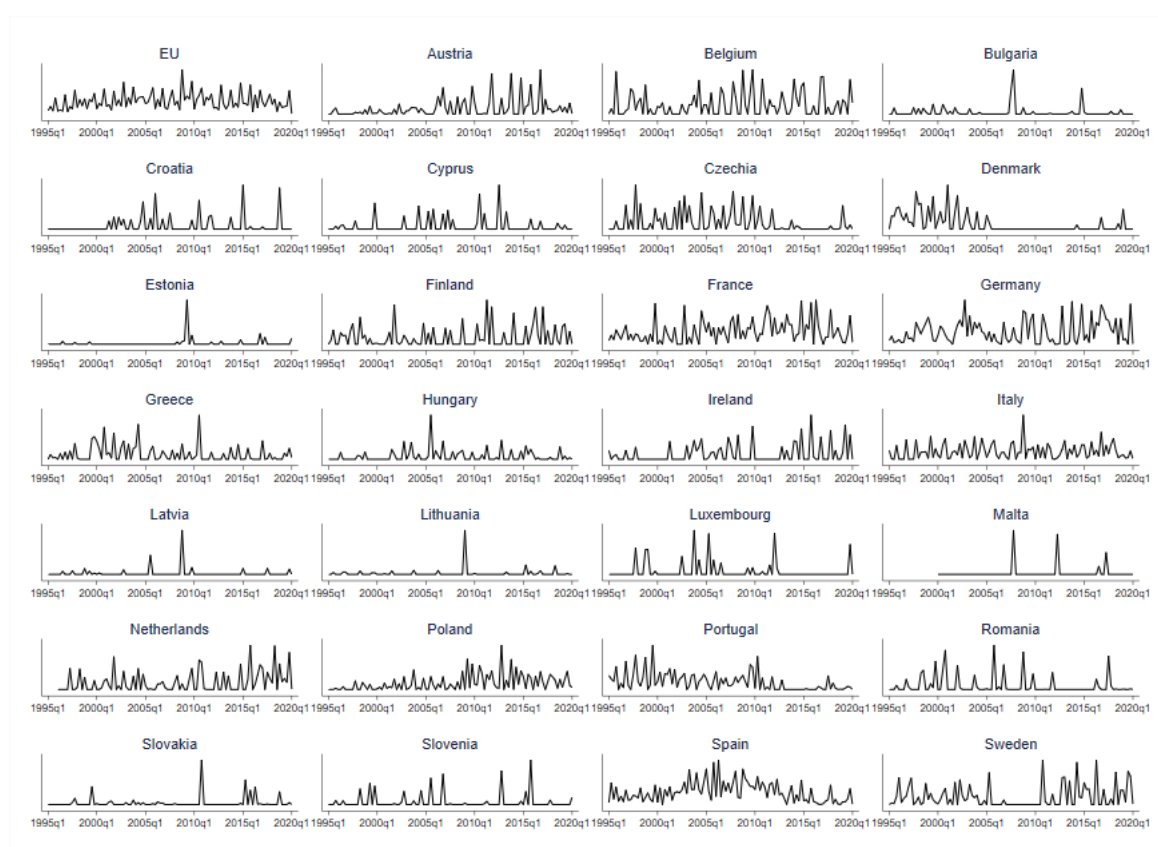 EU Austria Belgium Bulgaria
1995q1 2000q1 2005q1 2010q1 2015q1 2020q1 1995q1 2000q1 2005q1 2010q1 2015q1 2020q1 1995q1 2000q1 2005q1 2010q1 2015q1 2020q1 1995q1 2000q1 2005q1 2010q1 2015q1 2020q1
Croatia Cyprus Czechia Denmark
1995q1 2000q1 2005q1 2010q1 2015q1 2020q1 1995q1 2000q1 2005q1 2010q1 2015q1 2020q1 1995q1 2000q1 2005q1 2010q1 2015q1 2020q1 1995q1 2000q1 2005q1 2010q1 2015q1 2020q1
Estonia Finland France Germany
1995q1 2000q1 2005q1 2010q1 2015q1 2020q1 1995q1 2000q1 2005q1 2010q1 2015q1 2020q1 1995q1 2000q1 2005q1 2010q1 2015q1 2020q1 1995q1 2000q1 2005q1 2010q1 2015q1 2020q1
Greece Hungary Ireland Italy
1995q1 2000q1 2005q1 2010q1 2015q1 2020q1 1995q1 2000q1 2005q1 2010q1 2015q1 2020q1 1995q1 2000q1 2005q1 2010q1 2015q1 2020q1 1995q1 2000q1 2005q1 2010q1 2015q1 2020q1
Latvia Lithuania Luxembourg Malta
1995q1 2000q1 2005q1 2010q1 2015q1 2020q1 1995q1 2000q1 2005q1 2010q1 2015q1 2020q1 1995q1 2000q1 2005q1 2010q1 2015q1 2020q1 1995q1 2000q1 2005q1 2010q1 2015q1 2020q1
Netherlands Poland Portugal Romania
1995q1 2000q1 2005q1 2010q1 2015q1 2020q1 1995q1 2000q1 2005q1 2010q1 2015q1 2020q1 1995q1 2000q1 2005q1 2010q1 2015q1 2020q1 1995q1 2000q1 2005q1 2010q1 2015q1 2020q1
Slovakia Slovenia Spain Sweden
1995q1 2000q1 2005q1 2010q1 2015q1 2020q1 1995q1 2000q1 2005q1 2010q1 2015q1 2020q1 1995q1 2000q1 2005q1 2010q1 2015q1 2020q1 1995q1 2000q1 2005q1 2010q1 2015q1 2020q1